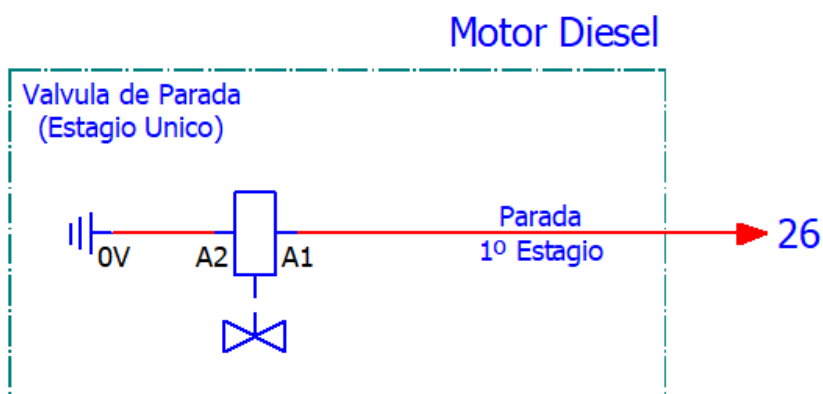 Motor Diesel
Valvula de Parada
(Estagio Unico)
Parada
26
0V
A2
A1
1º Estagio